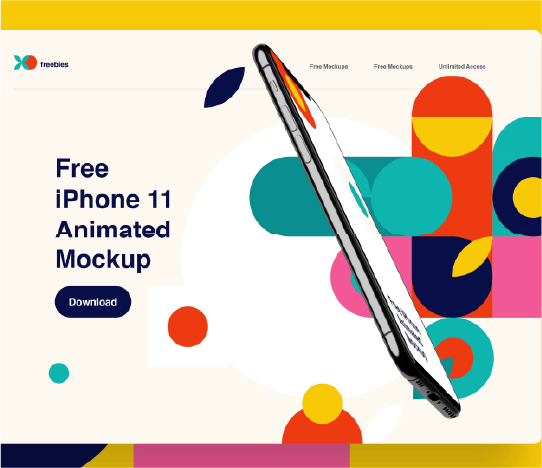 freebies
Free Mockups
Free Mockups
Unlimited Access
Free
iPhone 11
Animated
Mockup
Download